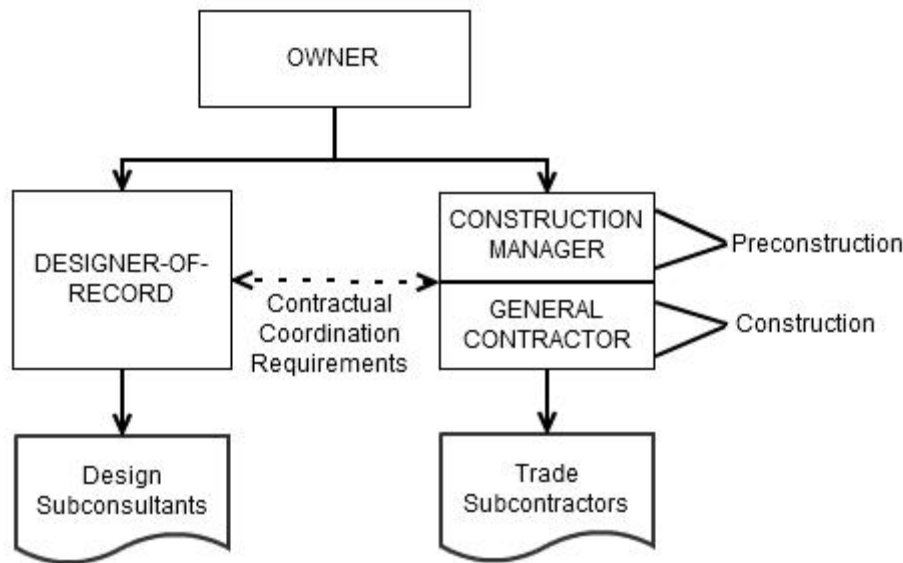 OWNER
DESIGNER-OF-
RECORD
Contractual
Coordination
Requirements
CONSTRUCTION
MANAGER
GENERAL
CONTRACTOR
Preconstruction
Construction
Design
Subconsultants
Trade
Subcontractors